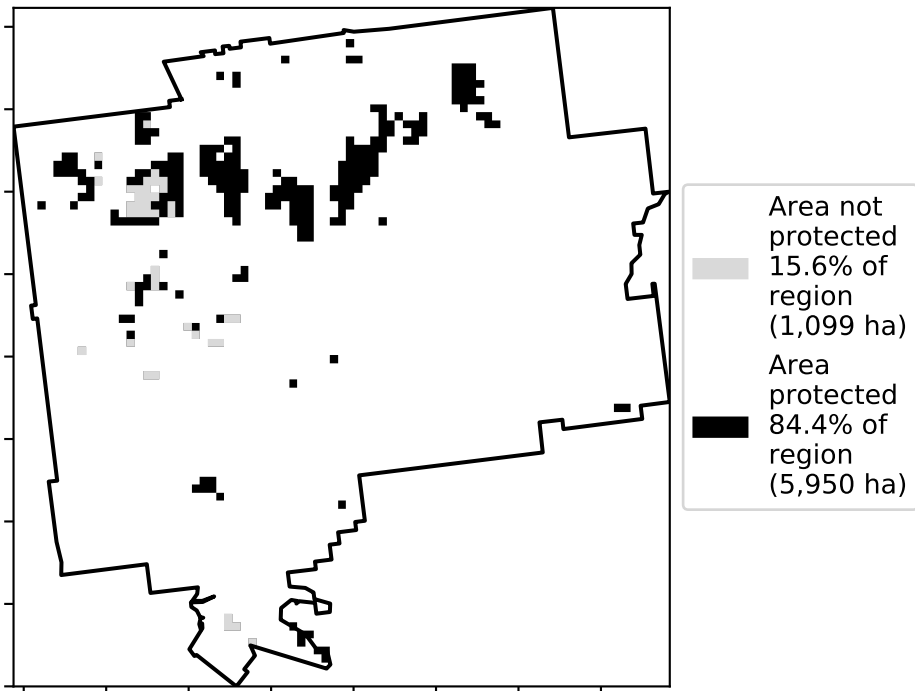 Area not
protected
15.6% of
region
(1,099 ha)
Area
protected
84.4% of
region
(5,950 ha)